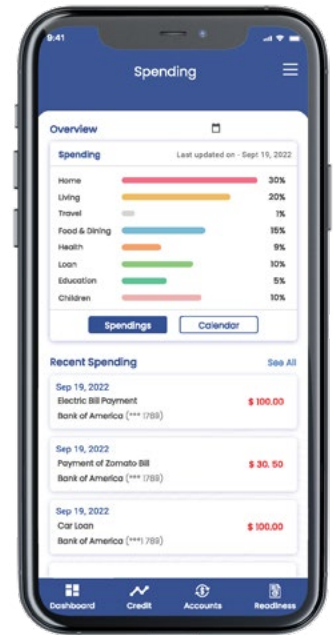 9:41
Spending
Overview
Spending Last updated on - Sept 19, 2022
Home 30%
Living 20%
Travel 1%
Food & Dining 15%
Health 9%
Loan 10%
Education 5%
Children 10%
Spendings Calendar
Recent Spending See All
Sep 19, 2022
Electric Bill Payment $ 100.00
Bank of America (*** 1789)
Sep 19, 2022
Payment of Zomato Bill $ 30. 50
Bank of America (*** 1789)
Sep 19, 2022
Car Loan $ 100.00
Bank of America (***1 789)
Dashboard Credit Accounts Readiness